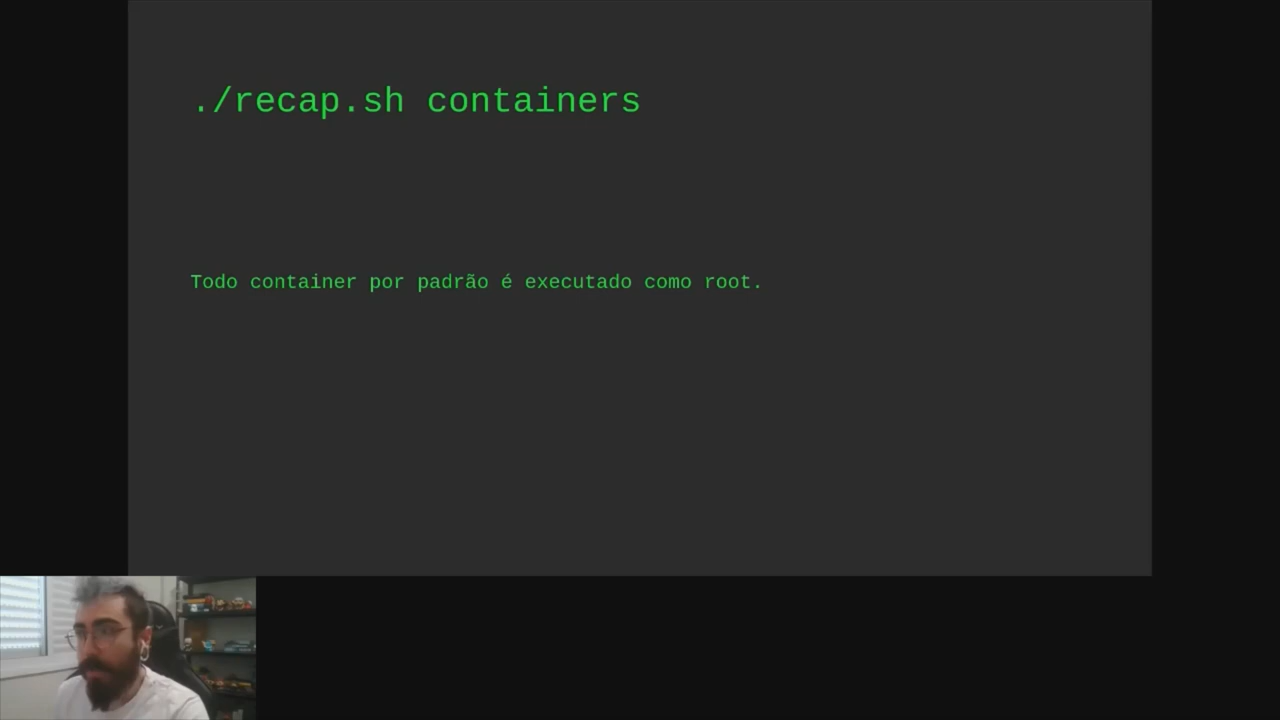 ./recap.sh containers
Todo container por padrão é executado como root.